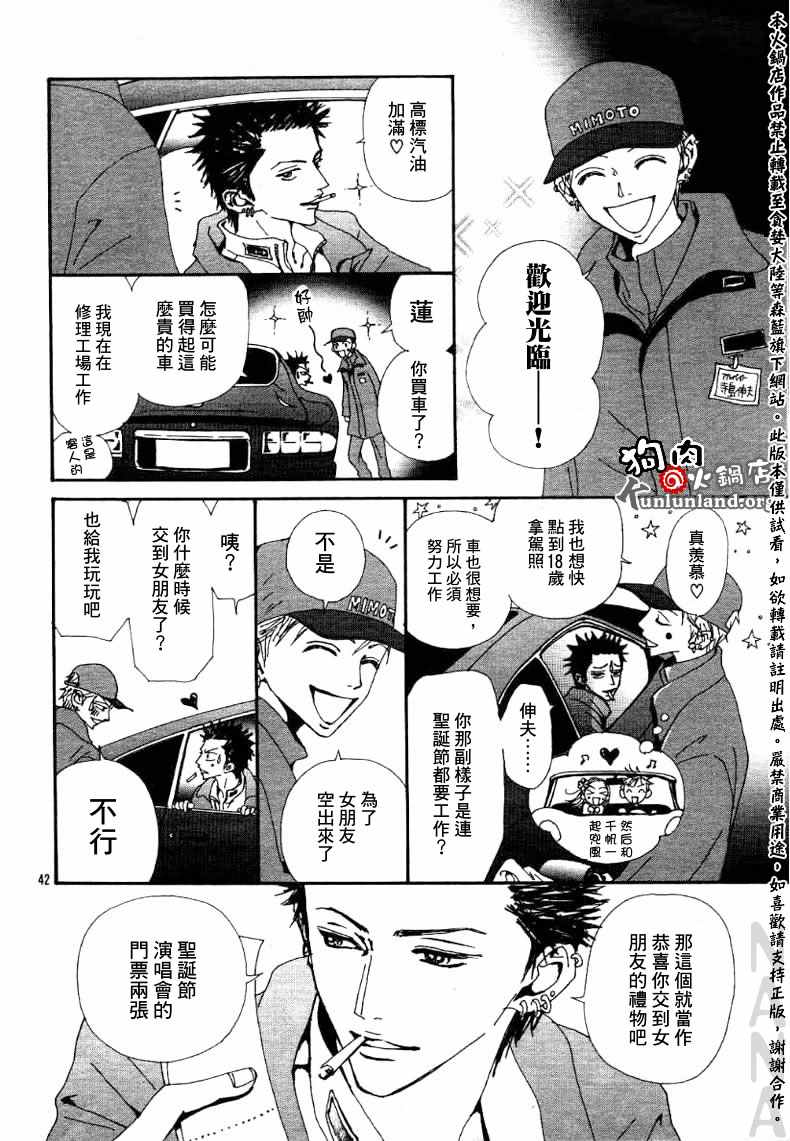 MIMOTO
歡迎光臨——！
寺島伸夫
高標汽油
加滿♡
蓮
你買車了？
好帥
怎麼可能
買得起這
麼貴的車
我現在在
修理工場工作
這是
客人的
真羨慕♡
我也想快
點到18歲
拿駕照
車也很想要，
所以必須
努力工作
然后和
千帆一
起兜風
伸夫……
你那副樣子是連
聖誕節都要工作？
不是
MIMOTO
為了
女朋友
空出來了
咦？
你什麼時候
交到女朋友了？
也給我玩玩吧
不行
42
那這個就當作
恭喜你交到女
朋友的禮物吧
聖誕節
演唱會的
門票兩張
狗肉火鍋店
Kunlunland.org
本火鍋店作品禁止轉載至貪婪大陸等森藍旗下網站。此版本僅供試看，如欲轉載請註明出處。嚴禁商業用途，如喜歡請支持正版，謝謝合作。
NANA